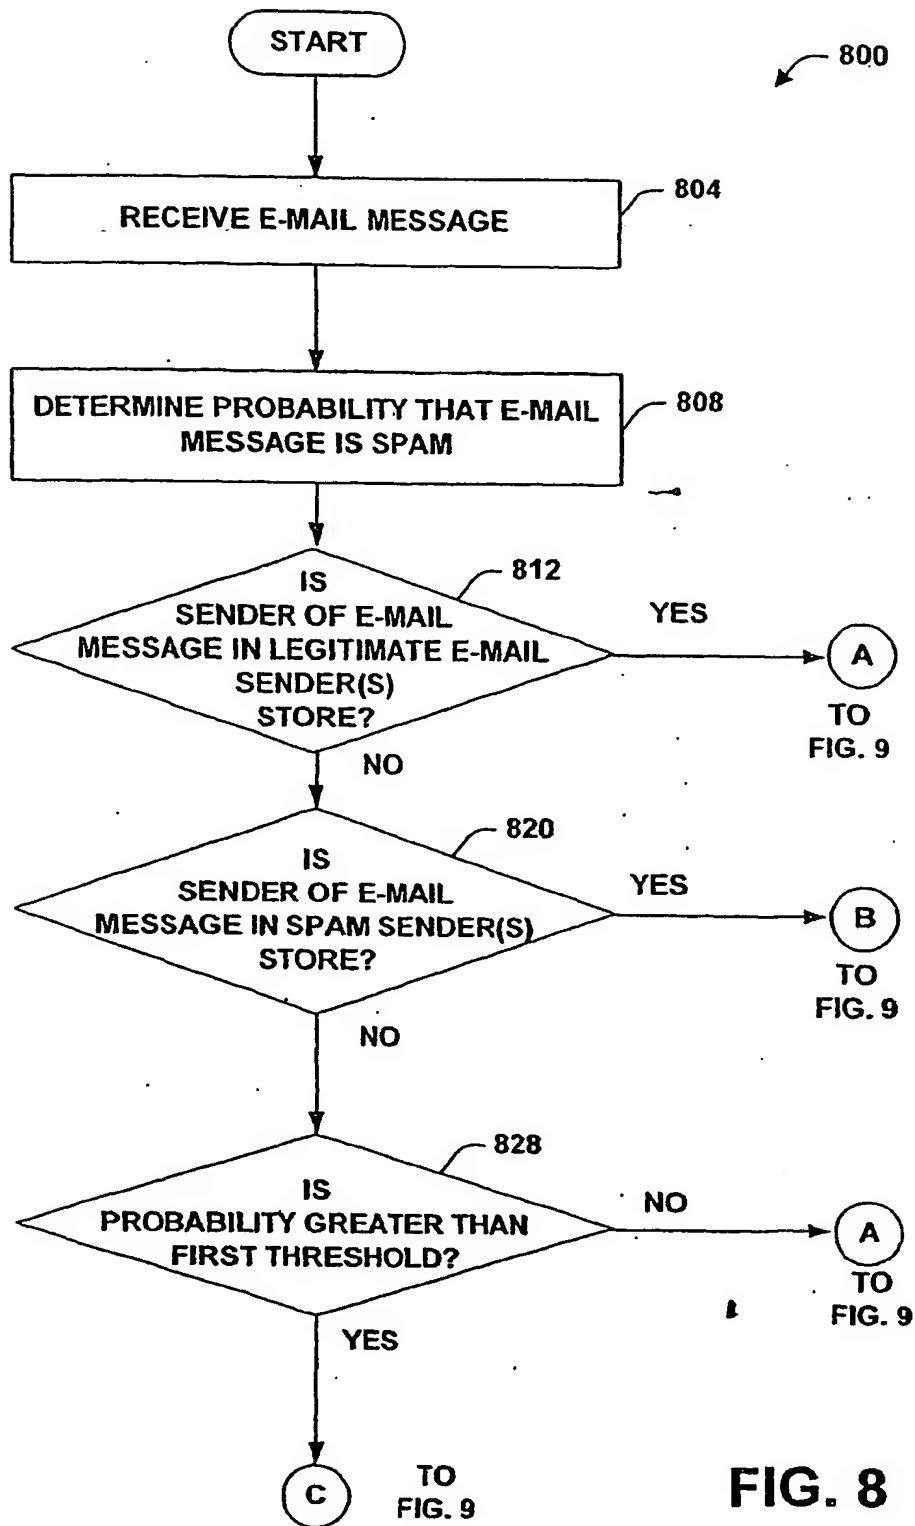 START
800
RECEIVE E-MAIL MESSAGE
804
DETERMINE PROBABILITY THAT E-MAIL
MESSAGE IS SPAM
808
IS
SENDER OF E-MAIL
MESSAGE IN LEGITIMATE E-MAIL
SENDER(S)
STORE?
812
YES
A
TO
FIG. 9
NO
IS
SENDER OF E-MAIL
MESSAGE IN SPAM SENDER(S)
STORE?
820
YES
B
TO
FIG. 9
NO
IS
PROBABILITY GREATER THAN
FIRST THRESHOLD?
828
NO
A
TO
FIG. 9
YES
C
TO
FIG. 9
FIG. 8